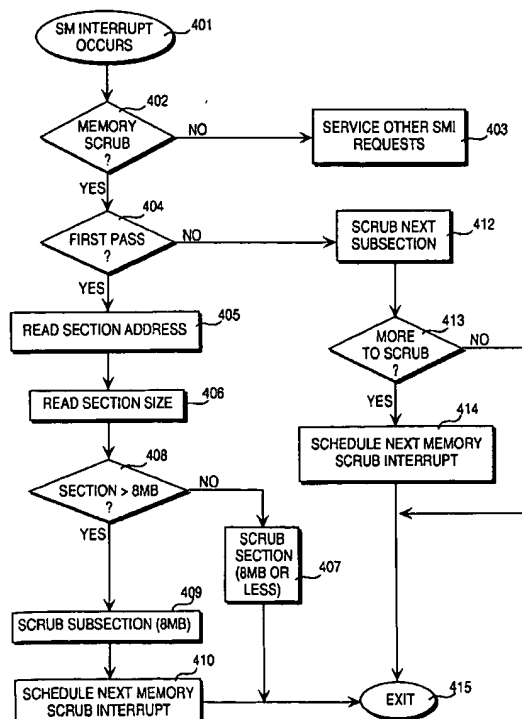 SM INTERRUPT
OCCURS
401
MEMORY
SCRUB
?
402
NO
SERVICE OTHER SMI
REQUESTS
403
YES
FIRST PASS
?
404
NO
SCRUB NEXT
SUBSECTION
412
YES
READ SECTION ADDRESS
405
MORE
TO SCRUB
?
413
NO
READ SECTION SIZE
406
YES
SCHEDULE NEXT MEMORY
SCRUB INTERRUPT
414
SECTION > 8MB
?
408
NO
YES
SCRUB
SECTION
(8MB OR
LESS)
407
SCRUB SUBSECTION (8MB)
409
SCHEDULE NEXT MEMORY
SCRUB INTERRUPT
410
EXIT
415